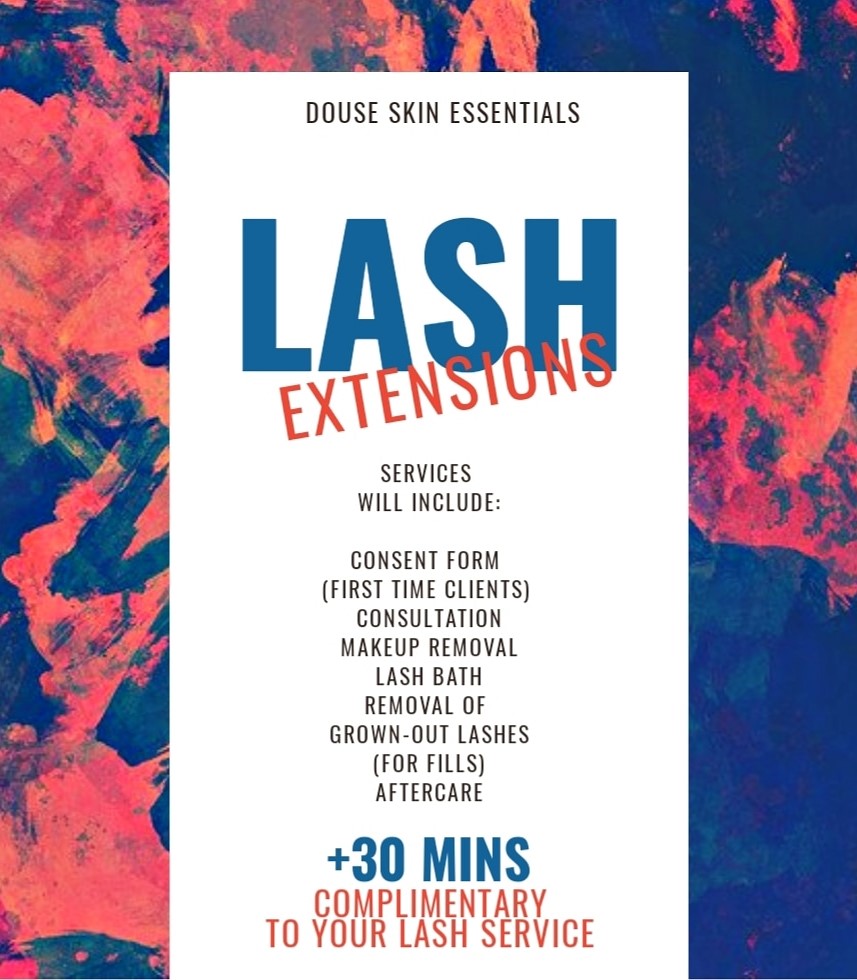 DOUSE SKIN ESSENTIALS
LASH
EXTENSIONS
SERVICES
WILL INCLUDE:
CONSENT FORM
(FIRST TIME CLIENTS)
CONSULTATION
MAKEUP REMOVAL
LASH BATH
REMOVAL OF
GROWN-OUT LASHES
(FOR FILLS)
AFTERCARE
+30 MINS
COMPLIMENTARY
TO YOUR LASH SERVICE